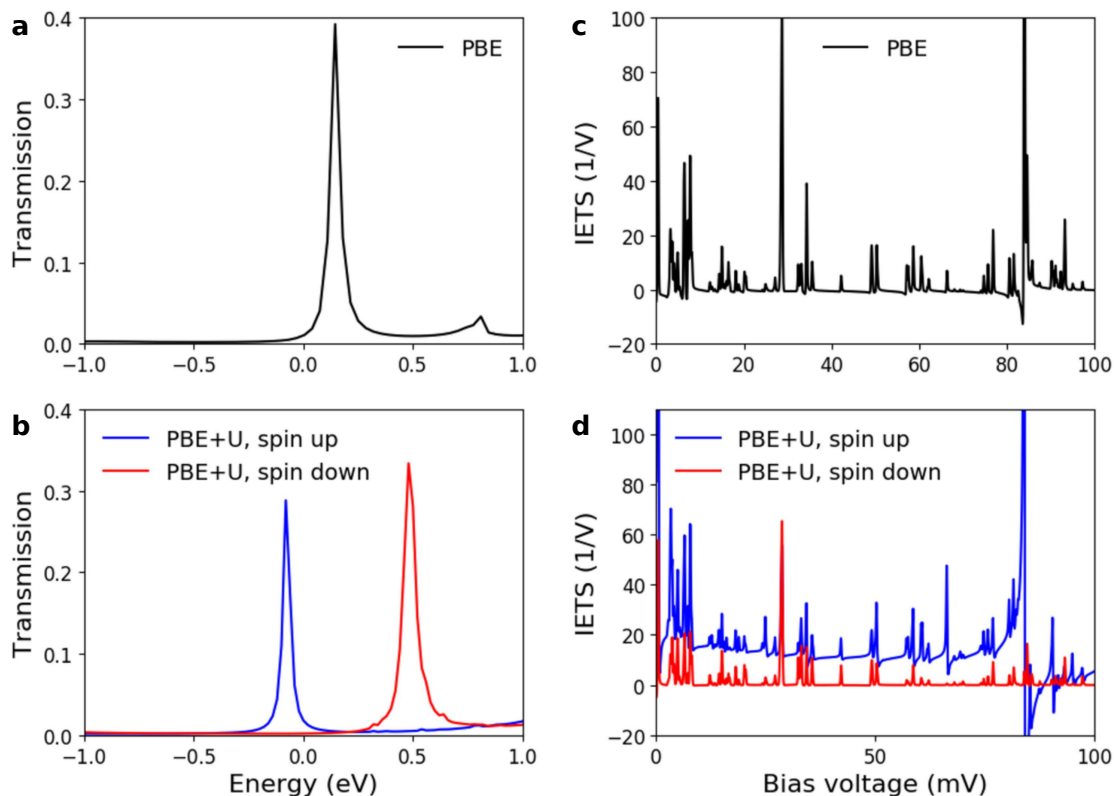 a
0.4
0.3
0.2
0.1
0.0
Transmission
PBE
−1.0 −0.5 0.0 0.5 1.0
c
100
80
60
40
20
0
−20
IETS (1/V)
PBE
0 20 40 60 80 100
b
0.4
0.3
0.2
0.1
0.0
Transmission
PBE+U, spin up
PBE+U, spin down
−1.0 −0.5 0.0 0.5 1.0
Energy (eV)
d
100
80
60
40
20
0
−20
IETS (1/V)
PBE+U, spin up
PBE+U, spin down
0 50 100
Bias voltage (mV)